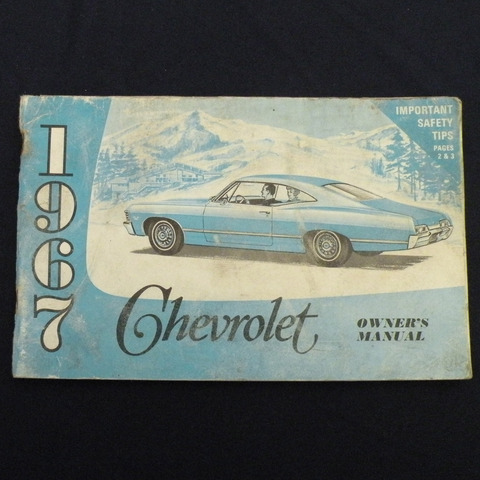 1967
IMPORTANT
SAFETY
TIPS
PAGES
2 & 3
Chevrolet
OWNER'S
MANUAL